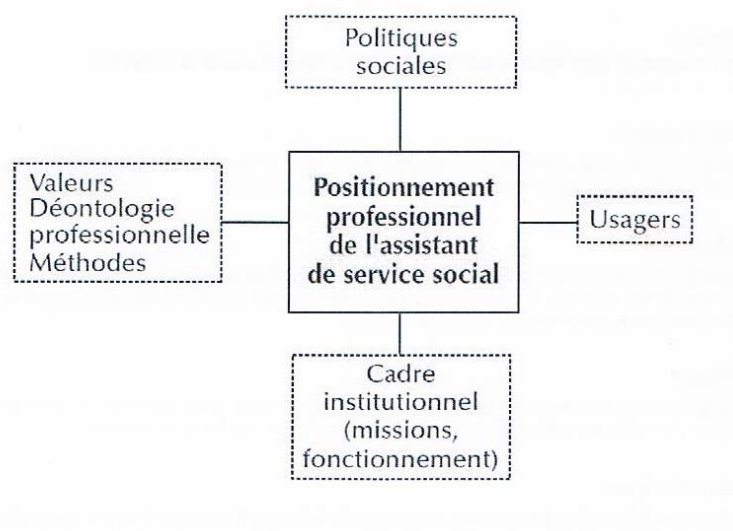 Politiques
sociales
Valeurs
Déontologie
professionnelle
Méthodes
Positionnement
professionnel
de l'assistant
de service social
Usagers
Cadre
institutionnel
(missions,
fonctionnement)